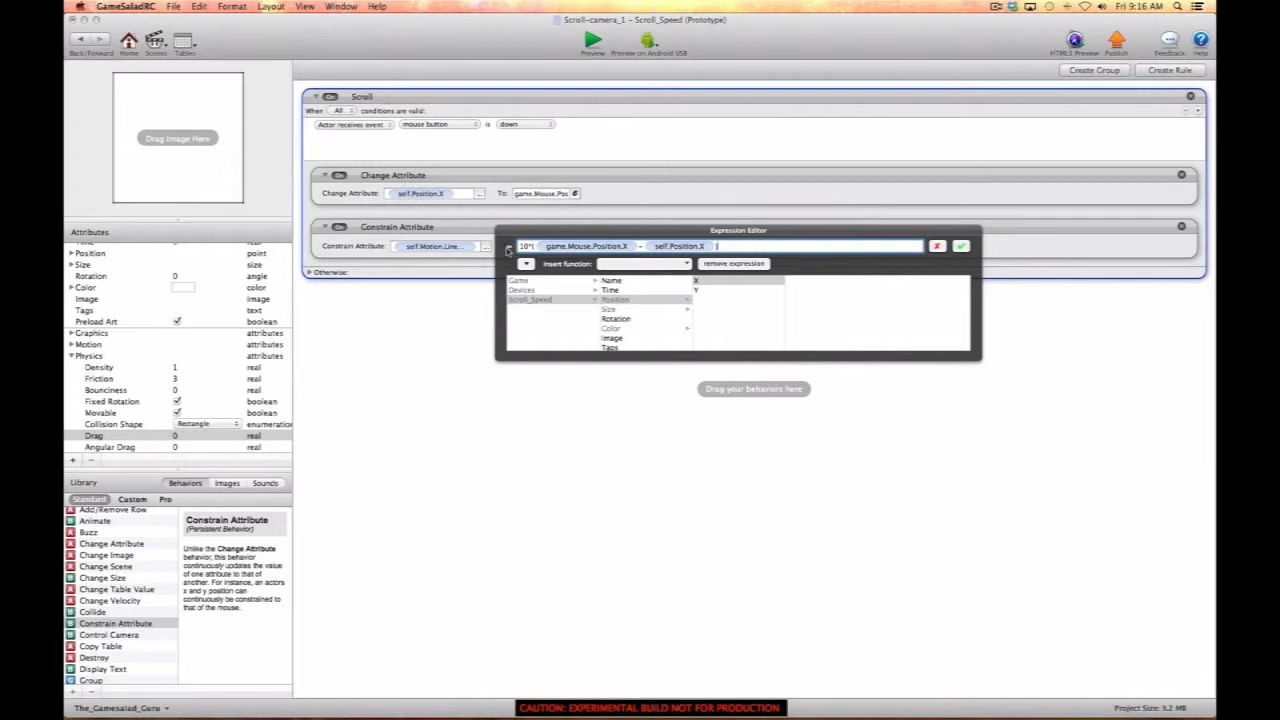 GameSaladRC File Edit Format Layout View Window Help Fri 9:16 AM
Scroll-camera_1 – Scroll_Speed (Prototype)
Back/Forward Home Scenes Tables Preview Preview on Android USB HTML5 Preview Publish Feedback Help
Create Group Create Rule
Drag Image Here
Scroll
When All conditions are valid:
Actor receives event mouse button is down
Change Attribute
Change Attribute: self.Position.X ... To: game.Mouse.Pos
Constrain Attribute
Constrain Attribute: self.Motion.Line... ...
Otherwise:
Expression Editor
10*( game.Mouse.Position.X - self.Position.X )
Insert function: remove expression
Game Name X
Devices Time Y
Scroll_Speed Position
Size
Rotation
Color
Image
Tags
Drag your behaviors here
Attributes
Position point
Size size
Rotation 0 angle
Color color
Image image
Tags text
Preload Art boolean
Graphics attributes
Motion attributes
Physics attributes
Density 1 real
Friction 3 real
Bounciness 0 real
Fixed Rotation boolean
Movable boolean
Collision Shape Rectangle enumeration
Drag 0 real
Angular Drag 0 real
+ −
Library Behaviors Images Sounds
Standard Custom Pro
Add/Remove Row
Animate
Buzz
Change Attribute
Change Image
Change Scene
Change Size
Change Table Value
Change Velocity
Collide
Constrain Attribute
Control Camera
Copy Table
Destroy
Display Text
Group
Constrain Attribute
(Persistent Behavior)
Unlike the Change Attribute
behavior, this behavior
continuously updates the value
of one attribute to that of
another. For instance, an actors
x and y position can
continuously be constrained to
that of the mouse.
+ −
The_Gamesalad_Guru
CAUTION: EXPERIMENTAL BUILD NOT FOR PRODUCTION
Project Size: 3.2 MB